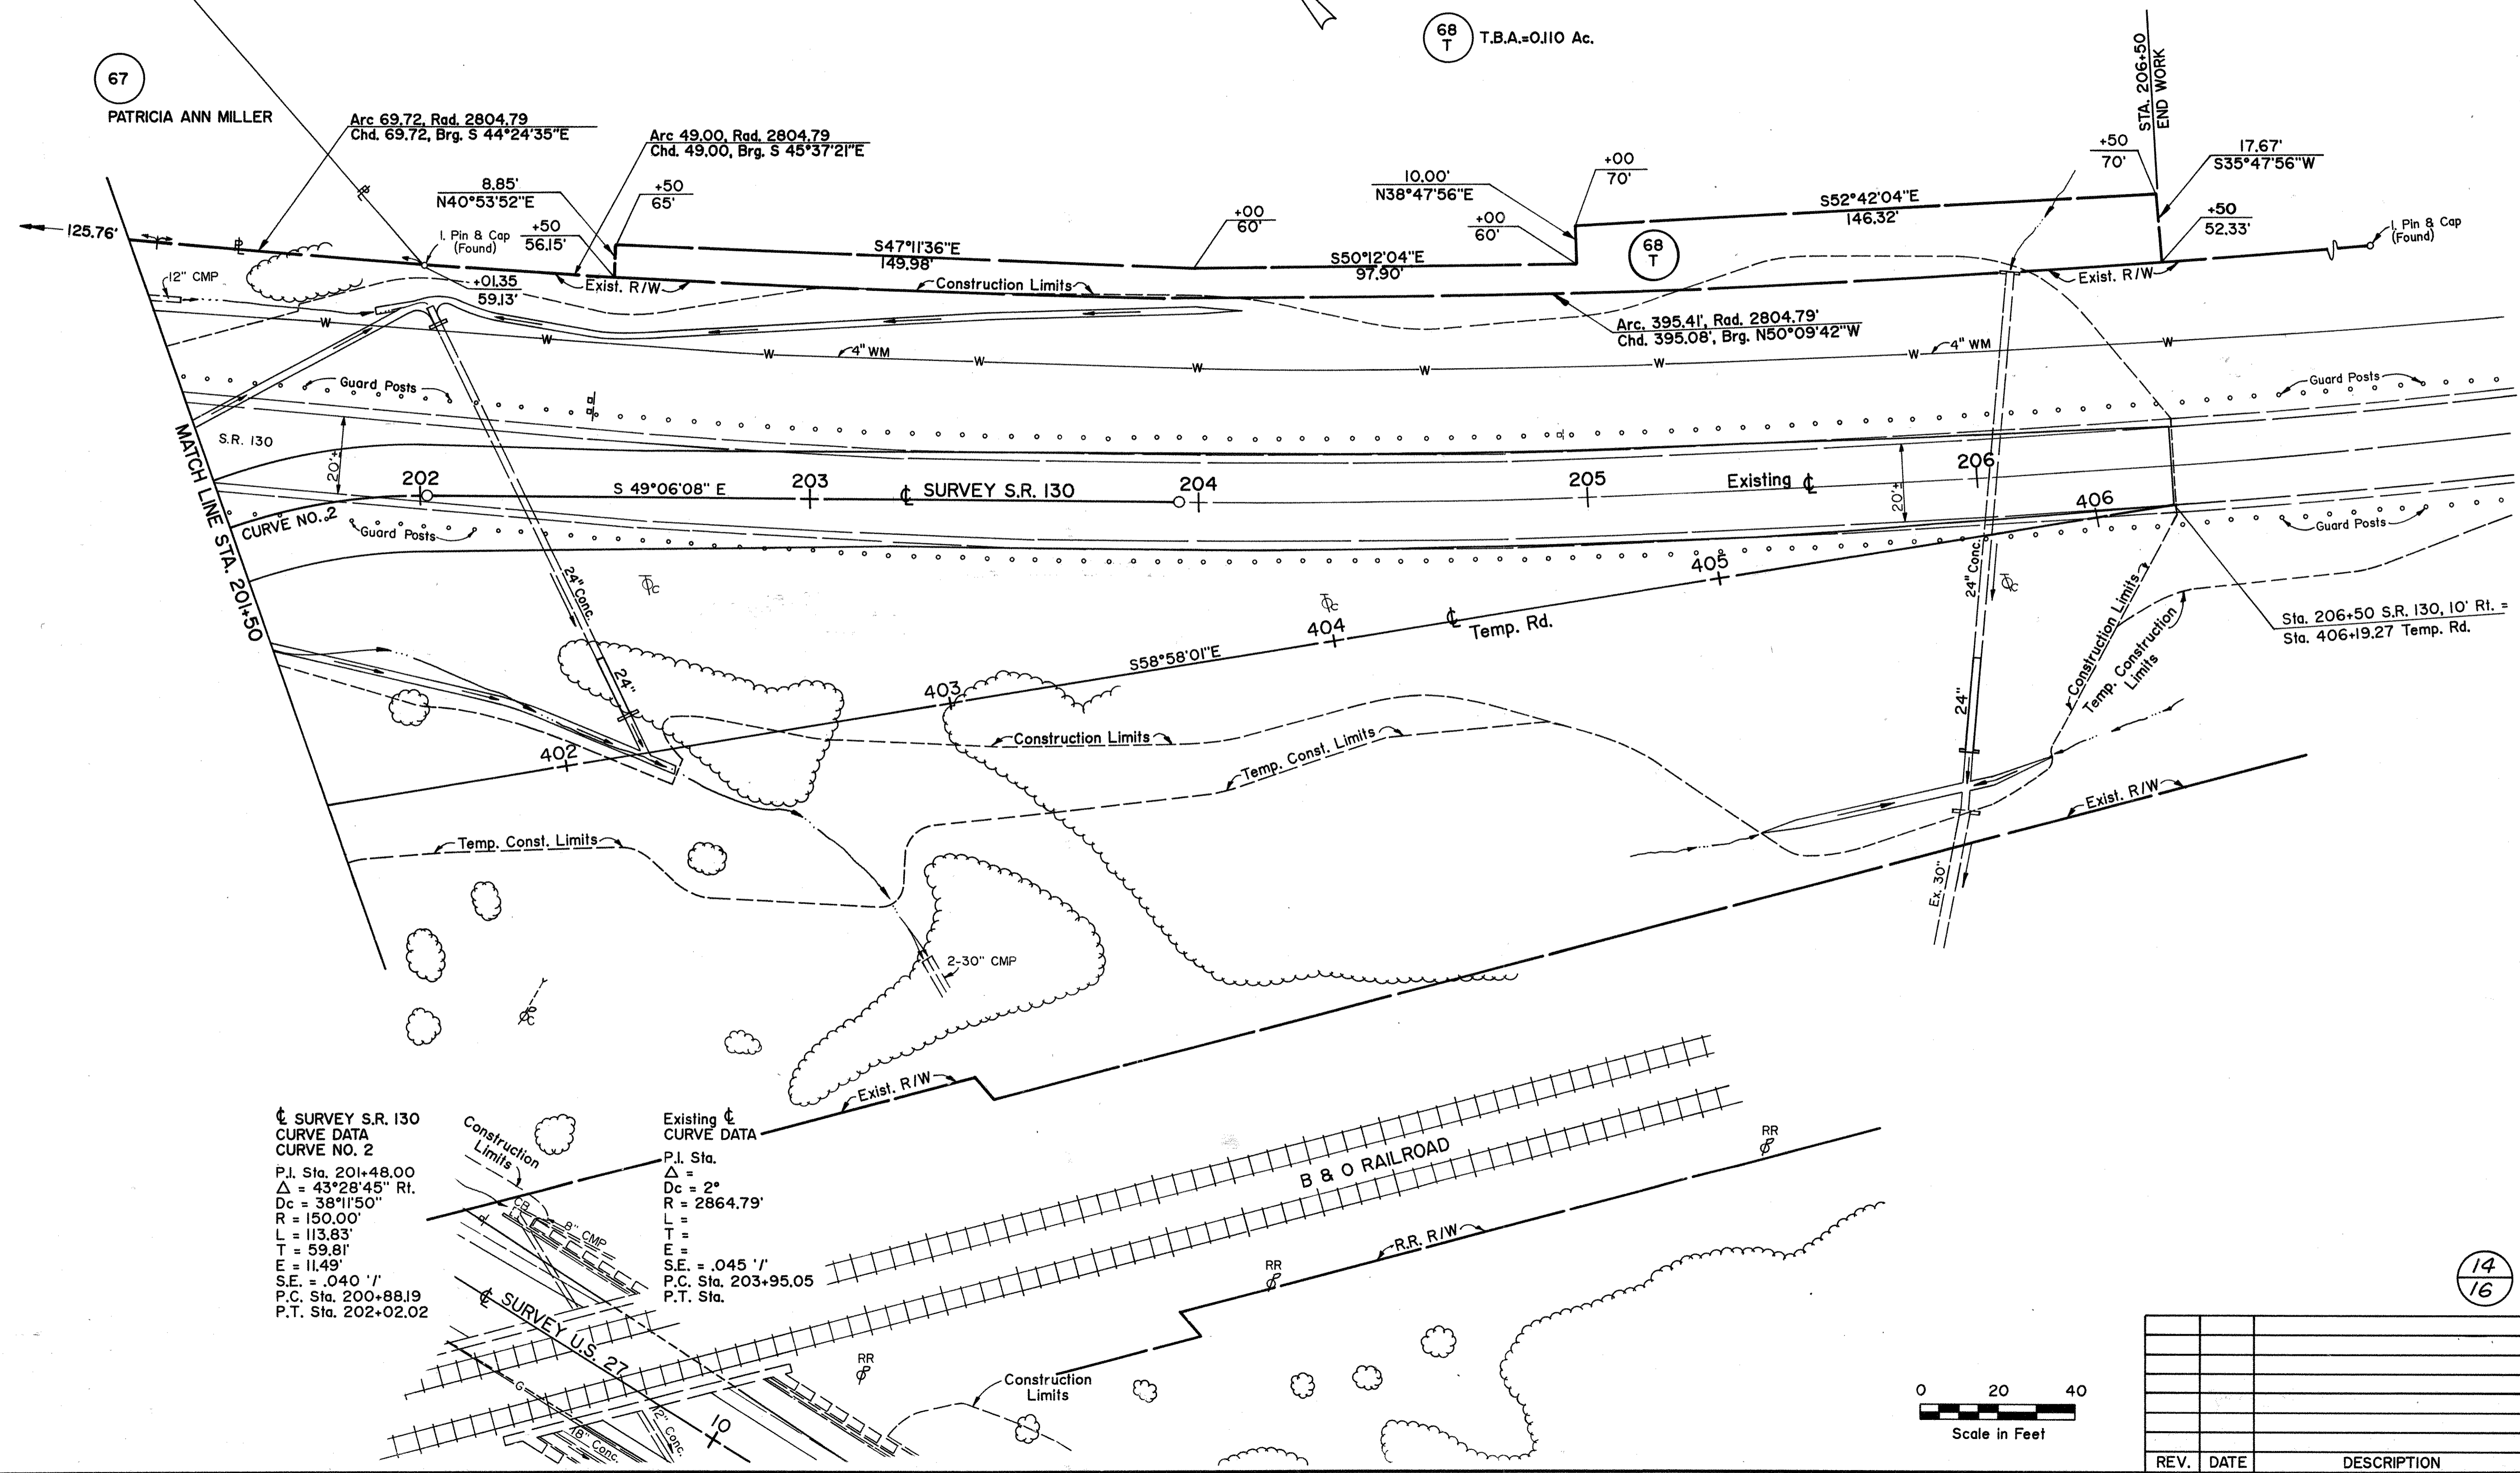 67
PATRICIA ANN MILLER
68
T
T.B.A.=0.110 Ac.
STA. 206+50
END WORK
Arc 69.72, Rad. 2804.79
Chd. 69.72, Brg. S 44°24'35"E
Arc 49.00, Rad. 2804.79
Chd. 49.00, Brg. S 45°37'21"E
8.85'
N40°53'52"E
+50
65'
+50
56.15'
10.00'
N38°47'56"E
+00
70'
+00
60'
+00
60'
+50
70'
17.67'
S35°47'56"W
+50
52.33'
S52°42'04"E
146.32'
125.76'
I. Pin & Cap
(Found)
I. Pin & Cap
(Found)
S47°11'36"E
149.98'
S50°12'04"E
97.90'
68
T
12" CMP
+01.35
59.13'
Exist. R/W
Construction Limits
Exist. R/W
Arc. 395.41', Rad. 2804.79'
Chd. 395.08', Brg. N50°09'42"W
W
W
W
4" WM
W
W
W
W
W
4" WM
W
Guard Posts
Guard Posts
S.R. 130
20'±
MATCH LINE STA. 201+50
202
S 49°06'08" E
203
℄ SURVEY S.R. 130
204
205
Existing ℄
20'±
206
406
CURVE NO. 2
Guard Posts
Guard Posts
24" Conc.
24" Conc.
405
404
℄ Temp. Rd.
S58°58'01"E
403
402
24"
24"
Construction Limits
Temp. Construction
Limits
Sta. 206+50 S.R. 130, 10' Rt. =
Sta. 406+19.27 Temp. Rd.
Construction Limits
Temp. Const. Limits
Temp. Const. Limits
Exist. R/W
Ex. 30"
2-30" CMP
Exist. R/W
℄ SURVEY S.R. 130
CURVE DATA
CURVE NO. 2
P.I. Sta. 201+48.00
Δ = 43°28'45" Rt.
Dc = 38°11'50"
R = 150.00'
L = 113.83'
T = 59.81'
E = 11.49'
S.E. = .040 '/'
P.C. Sta. 200+88.19
P.T. Sta. 202+02.02
Construction
Limits
Existing ℄
CURVE DATA
P.I. Sta.
Δ =
Dc = 2°
R = 2864.79'
L =
T =
E =
S.E. = .045 '/'
P.C. Sta. 203+95.05
P.T. Sta.
CB
8" CMP
℄ SURVEY U.S. 27
10
G
18" Conc.
12" Conc.
B & O RAILROAD
RR
RR
RR
R.R. R/W
Construction
Limits
0 20 40
Scale in Feet
14
16
REV. DATE DESCRIPTION